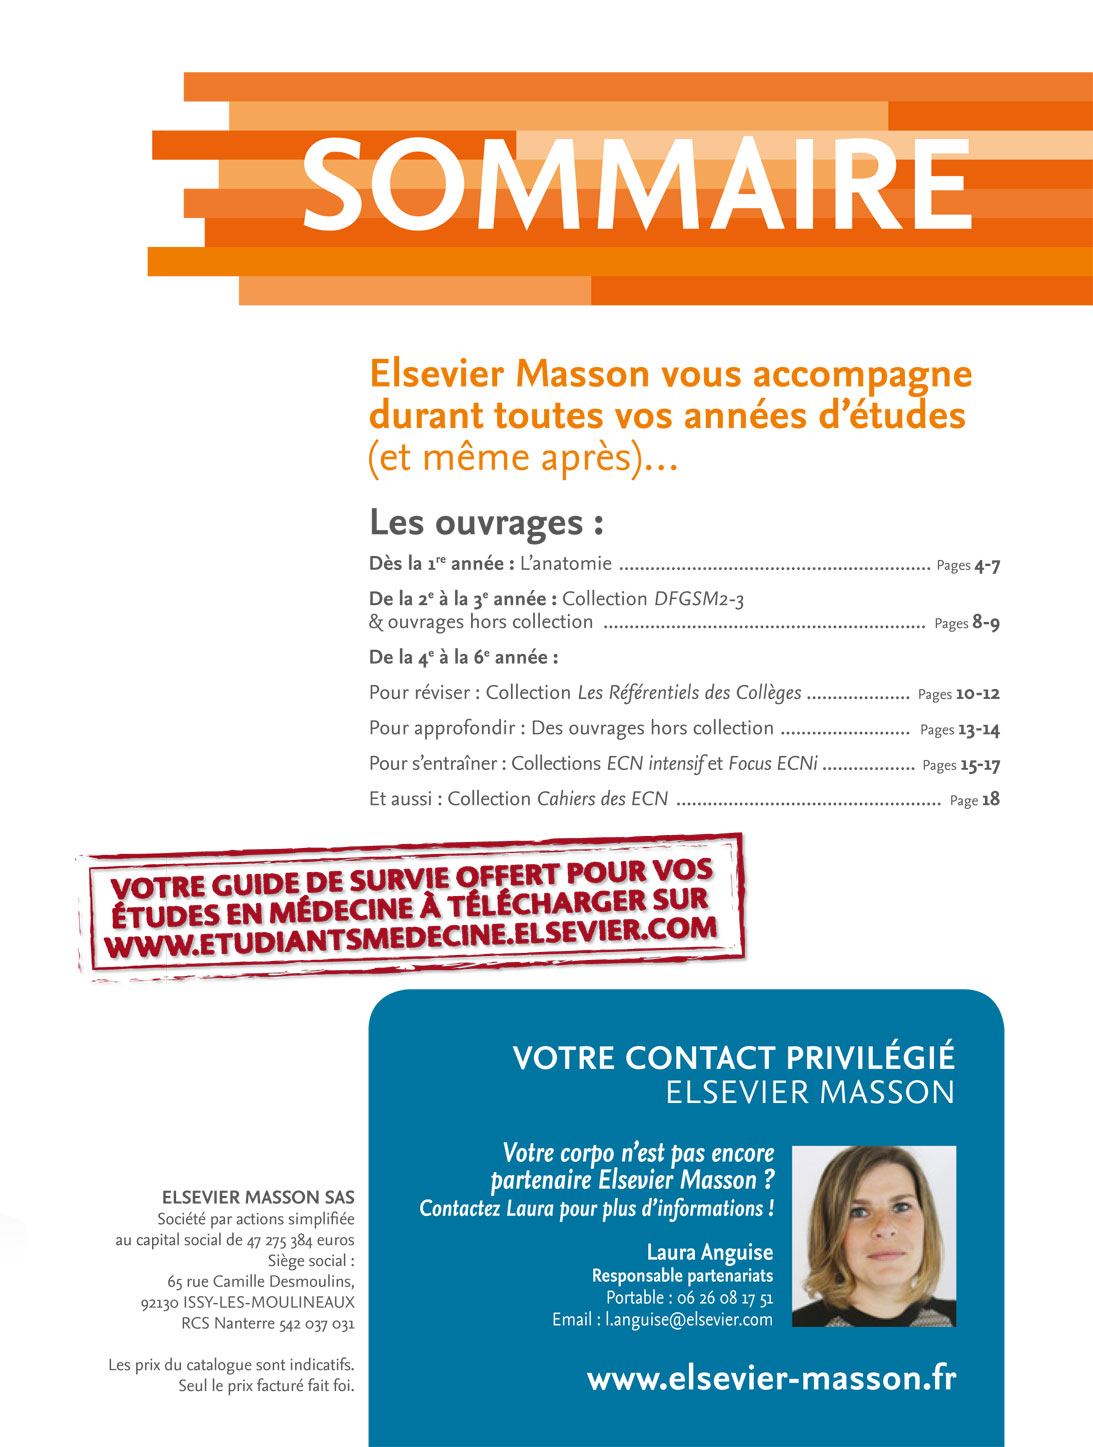 SOMMAIRE
Elsevier Masson vous accompagne
durant toutes vos années d'études
(et même après)...
Les ouvrages :
Dès la 1re année : L'anatomie ............................................................ Pages 4-7
De la 2e à la 3e année : Collection DFGSM2-3
& ouvrages hors collection .............................................................. Pages 8-9
De la 4e à la 6e année :
Pour réviser : Collection Les Référentiels des Collèges .................... Pages 10-12
Pour approfondir : Des ouvrages hors collection ......................... Pages 13-14
Pour s'entraîner : Collections ECN intensif et Focus ECNi .................. Pages 15-17
Et aussi : Collection Cahiers des ECN ................................................... Page 18
VOTRE GUIDE DE SURVIE OFFERT POUR VOS
ÉTUDES EN MÉDECINE À TÉLÉCHARGER SUR
WWW.ETUDIANTSMEDECINE.ELSEVIER.COM
VOTRE CONTACT PRIVILÉGIÉ
ELSEVIER MASSON
Votre corpo n'est pas encore
partenaire Elsevier Masson ?
Contactez Laura pour plus d'informations !
Laura Anguise
Responsable partenariats
Portable : 06 26 08 17 51
Email : l.anguise@elsevier.com
www.elsevier-masson.fr
ELSEVIER MASSON SAS
Société par actions simplifiée
au capital social de 47 275 384 euros
Siège social :
65 rue Camille Desmoulins,
92130 ISSY-LES-MOULINEAUX
RCS Nanterre 542 037 031
Les prix du catalogue sont indicatifs.
Seul le prix facturé fait foi.